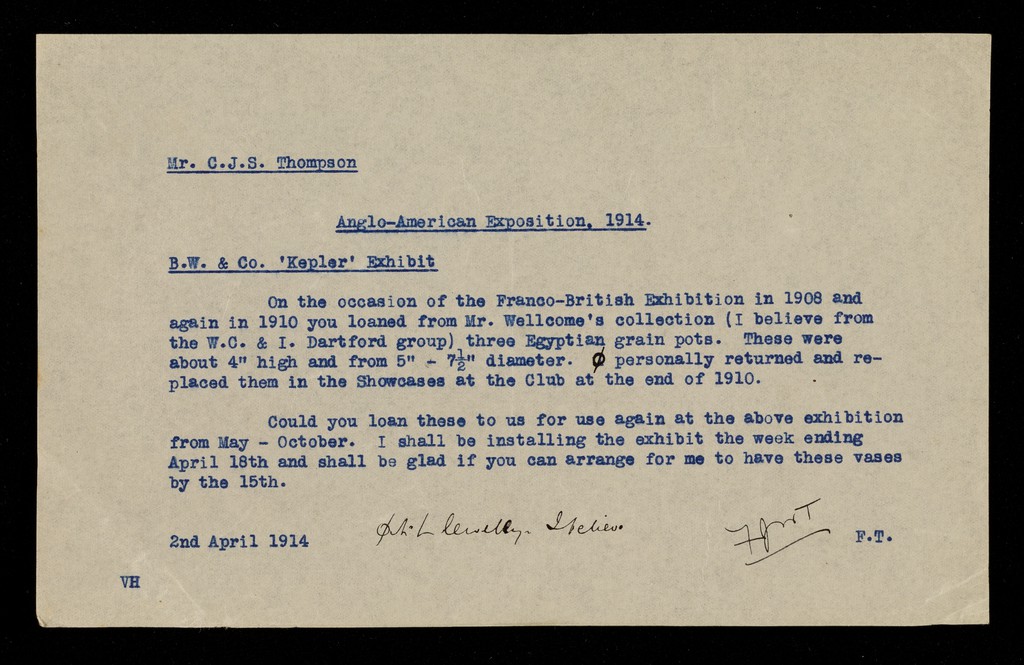 Mr. C.J.S. Thompson
Anglo-American Exposition, 1914.
B.W. & Co. 'Kepler' Exhibit
On the occasion of the Franco-British Exhibition in 1908 and
again in 1910 you loaned from Mr. Wellcome's collection (I believe from
the W.C. & I. Dartford group) three Egyptian grain pots. These were
about 4" high and from 5" - 7½" diameter. ϕ personally returned and re-
placed them in the Showcases at the Club at the end of 1910.
Could you loan these to us for use again at the above exhibition
from May - October. I shall be installing the exhibit the week ending
April 18th and shall be glad if you can arrange for me to have these vases
by the 15th.
ϕ Llewelly. I believe
2nd April 1914
F.T.
VH